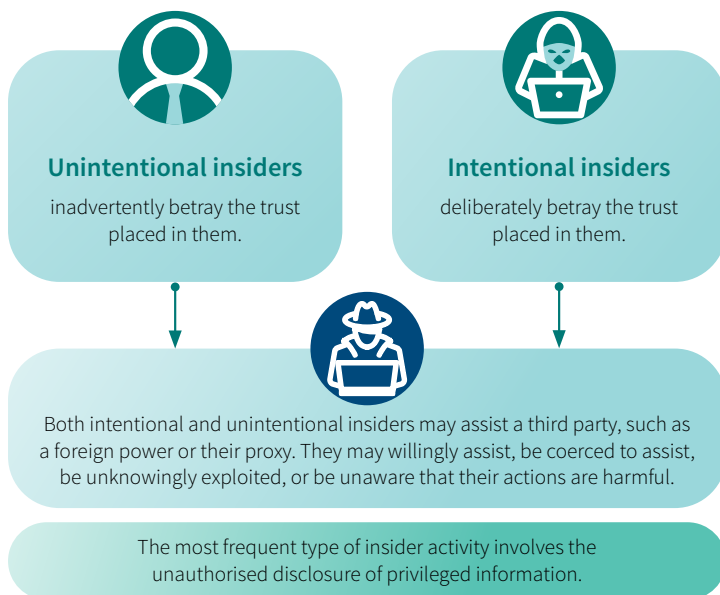 Unintentional insiders
inadvertently betray the trust
placed in them.
Intentional insiders
deliberately betray the trust
placed in them.
Both intentional and unintentional insiders may assist a third party, such as
a foreign power or their proxy. They may willingly assist, be coerced to assist,
be unknowingly exploited, or be unaware that their actions are harmful.
The most frequent type of insider activity involves the
unauthorised disclosure of privileged information.